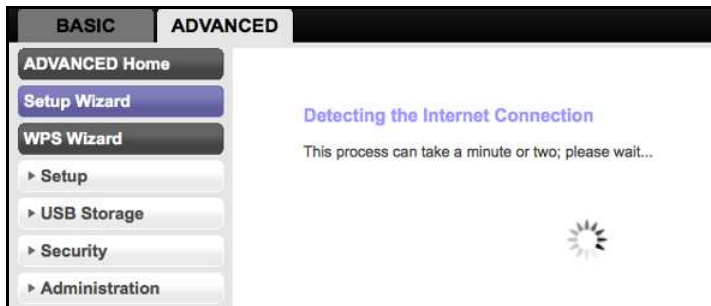 BASIC
ADVANCED
ADVANCED Home
Setup Wizard
WPS Wizard
Setup
USB Storage
Security
Administration
Detecting the Internet Connection
This process can take a minute or two; please wait...